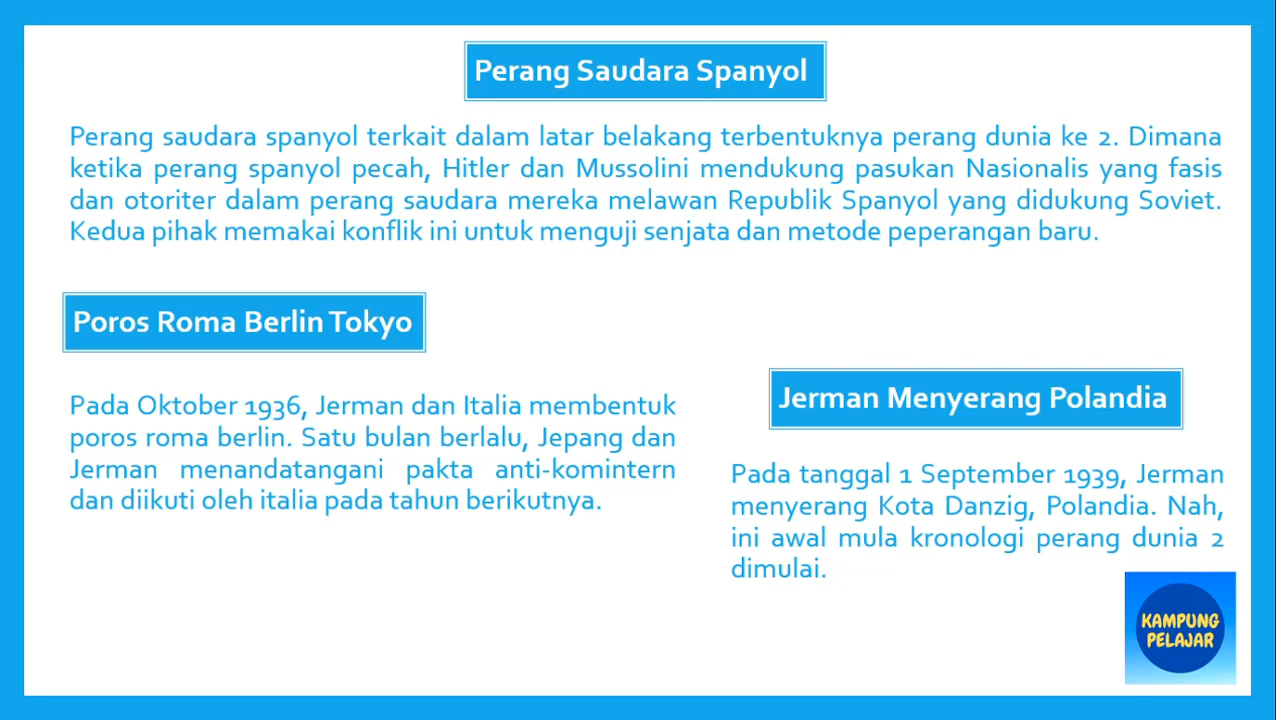 Perang Saudara Spanyol
Perang saudara spanyol terkait dalam latar belakang terbentuknya perang dunia ke 2. Dimana
ketika perang spanyol pecah, Hitler dan Mussolini mendukung pasukan Nasionalis yang fasis
dan otoriter dalam perang saudara mereka melawan Republik Spanyol yang didukung Soviet.
Kedua pihak memakai konflik ini untuk menguji senjata dan metode peperangan baru.
Poros Roma Berlin Tokyo
Pada Oktober 1936, Jerman dan Italia membentuk
poros roma berlin. Satu bulan berlalu, Jepang dan
Jerman menandatangani pakta anti-komintern
dan diikuti oleh italia pada tahun berikutnya.
Jerman Menyerang Polandia
Pada tanggal 1 September 1939, Jerman
menyerang Kota Danzig, Polandia. Nah,
ini awal mula kronologi perang dunia 2
dimulai.
KAMPUNG
PELAJAR